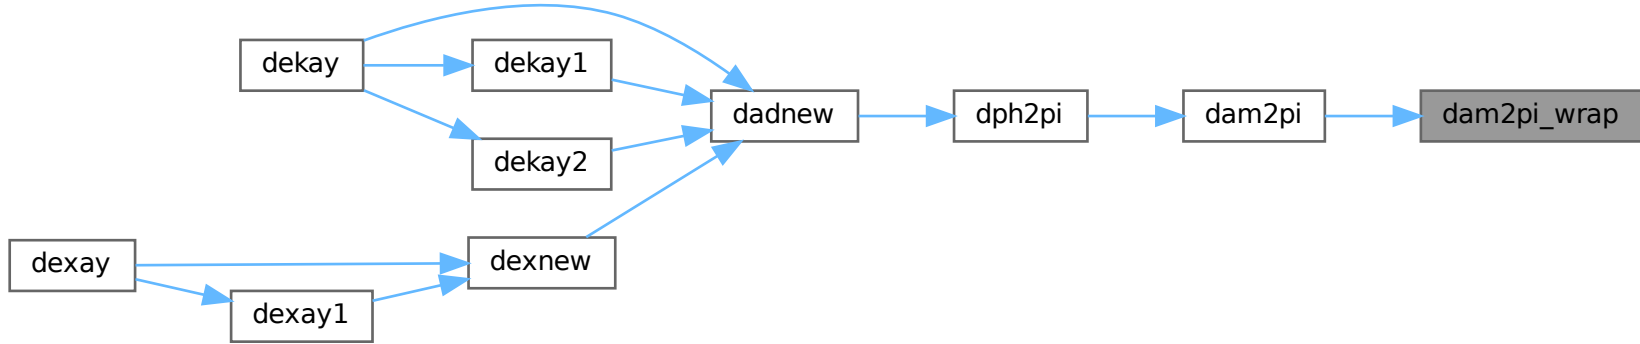 dekay
dekay1
dadnew
dph2pi
dam2pi
dam2pi_wrap
dekay2
dexay
dexnew
dexay1